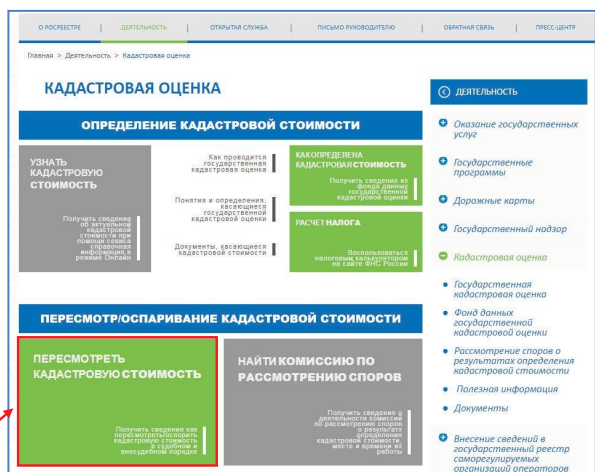 О РОСРЕЕСТРЕ | ДЕЯТЕЛЬНОСТЬ | ОТКРЫТАЯ СЛУЖБА | ПИСЬМО РУКОВОДИТЕЛЮ | ОБРАТНАЯ СВЯЗЬ | ПРЕСС-ЦЕНТР
Главная > Деятельность > Кадастровая оценка
КАДАСТРОВАЯ ОЦЕНКА
ОПРЕДЕЛЕНИЕ КАДАСТРОВОЙ СТОИМОСТИ
УЗНАТЬ
КАДАСТРОВУЮ
СТОИМОСТЬ
Получить сведения
об актуальной
кадастровой
стоимости при
помощи сервиса
справочная
информация в
режиме Онлайн
Как проводится
государственная
кадастровая оценка
Понятия и определения,
касающиеся
государственной
кадастровой оценки
Документы, касающиеся
кадастровой стоимости
КАК ОПРЕДЕЛЕНА
КАДАСТРОВАЯ СТОИМОСТЬ
Получить сведения из
фонда данных
государственной
кадастровой оценки
РАСЧЕТ НАЛОГА
Воспользоваться
налоговым калькулятором
на сайте ФНС России
ПЕРЕСМОТР/ОСПАРИВАНИЕ КАДАСТРОВОЙ СТОИМОСТИ
ПЕРЕСМОТРЕТЬ
КАДАСТРОВУЮ СТОИМОСТЬ
Получить сведения как
пересмотреть/оспорить
кадастровую стоимость
в судебном и
внесудебном порядке
НАЙТИ КОМИССИЮ ПО
РАССМОТРЕНИЮ СПОРОВ
Получить сведения о
деятельности комиссий
по рассмотрению споров
о результатх
определения
кадастровой стоимости,
место и времени их
работы
ДЕЯТЕЛЬНОСТЬ
Оказание государственных
услуг
Государственные
программы
Дорожные карты
Государственный надзор
Кадастровая оценка
Государственная
кадастровая оценка
Фонд данных
государственной
кадастровой оценки
Рассмотрение споров о
результатах определения
кадастровой стоимости
Полезная информация
Документы
Внесение сведений в
государственный реестр
саморегулируемых
организаций операторов